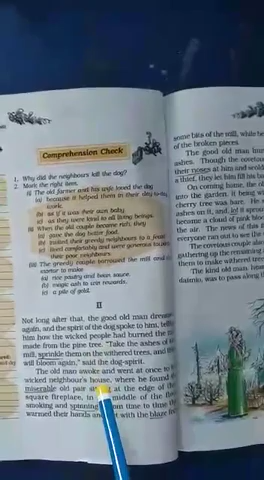 Comprehension Check
1. Why did the neighbours kill the dog?
2. Mark the right item.
(i) The old farmer and his wife loved the dog
(a) because it helped them in their day-to-day
work.
(b) as if it was their own baby.
(c) as they were kind to all living beings.
(ii) When the old couple became rich, they
(a) gave the dog better food.
(b) invited their greedy neighbours to a feast.
(c) lived comfortably and were generous towards
their poor neighbours.
(iii) The greedy couple borrowed the mill and the
mortar to make
(a) rice pastry and bean sauce.
(b) magic ash to win rewards.
(c) a pile of gold.
II
Not long after that, the good old man dreamed
again, and the spirit of the dog spoke to him, telling
him how the wicked people had burned the mill
made from the pine tree. "Take the ashes of the
mill, sprinkle them on the withered trees, and they
will bloom again," said the dog-spirit.
The old man awoke and went at once to his
wicked neighbours' house, where he found the
miserable old pair at the edge of their
square fireplace, in the middle of the floor,
smoking and spinning. From time to time they
warmed their hands and feet with the blaze
some bits of the mill, while
of the broken pieces.
The good old man
ashes. Though the covetous
their noses at him and
a thief, they let him fill his
On coming home, the
into the garden. It being
cherry tree was bare. He
ashes on it, and, lo! it
became a cloud of pink
the air. The news of this
everyone ran out to see the
The covetous couple also
gathering up the remaining
them to make withered trees
The kind old man,
daimio, was to pass along the